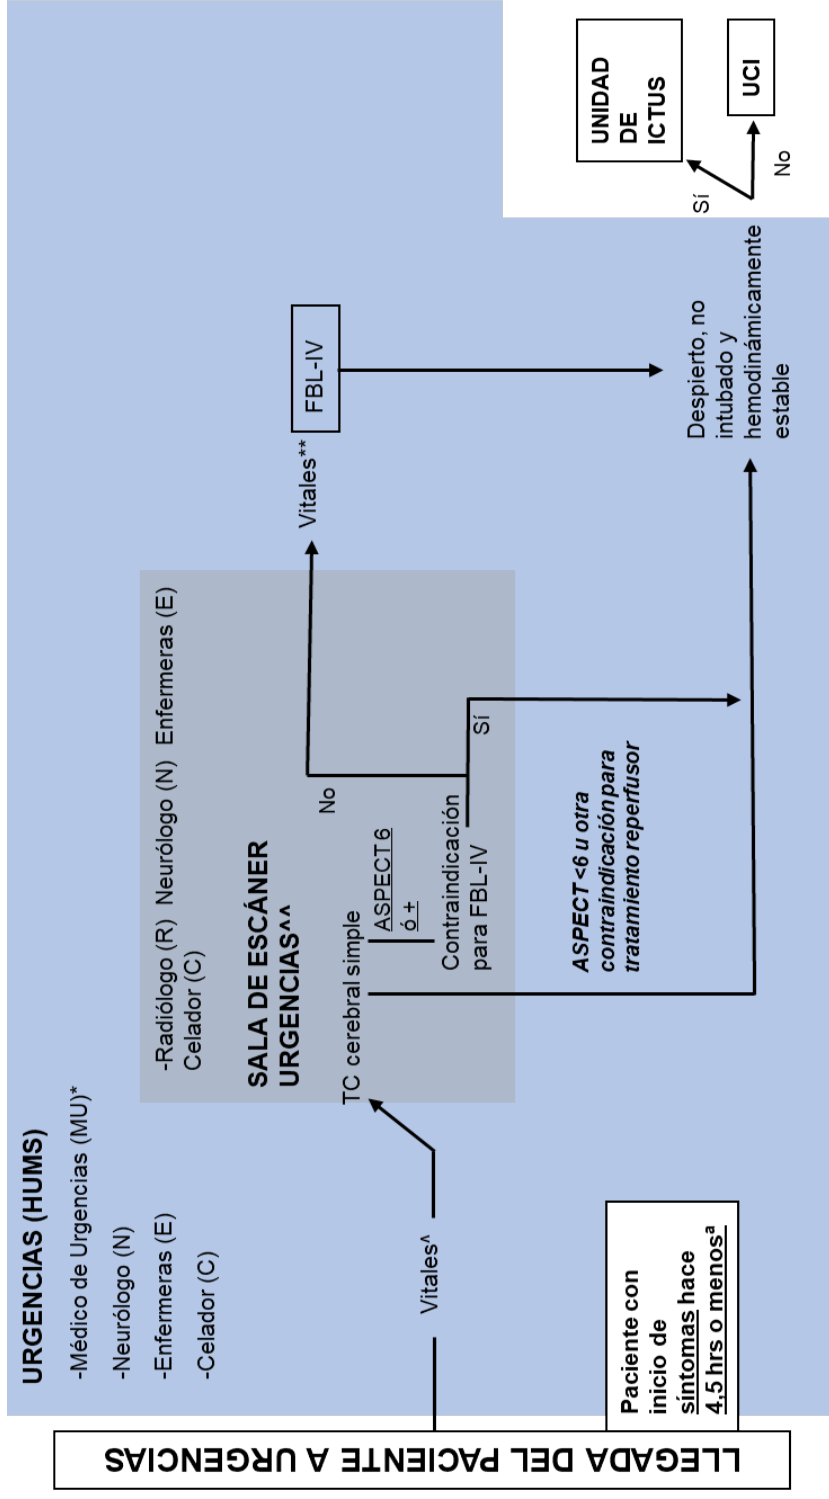 LLEGADA DEL PACIENTE A URGENCIAS
URGENCIAS (HUMS)
-Médico de Urgencias (MU)*
-Neurólogo (N)
-Enfermeras (E)
-Celador (C)
Paciente con
inicio de
síntomas hace
4,5 hrs o menosª
Vitales^
-Radiólogo (R) Neurólogo (N) Enfermeras (E)
Celador (C)
SALA DE ESCÁNER
URGENCIAS^^
TC cerebral simple
ASPECT 6
ó +
Contraindicación
para FBL-IV
No
Sí
ASPECT <6 u otra
contraindicación para
tratamiento reperfusor
Vitales**
FBL-IV
Despierto, no
intubado y
hemodinámicamente
estable
Sí
No
UNIDAD
DE
ICTUS
UCI